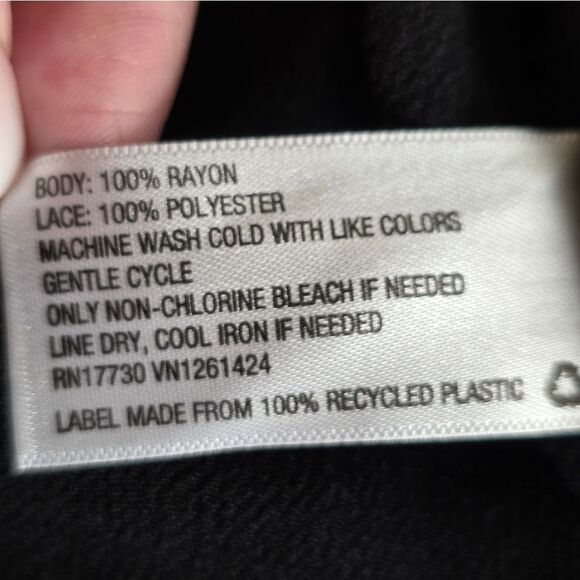 BODY: 100% RAYON
LACE: 100% POLYESTER
MACHINE WASH COLD WITH LIKE COLORS
GENTLE CYCLE
ONLY NON-CHLORINE BLEACH IF NEEDED
LINE DRY, COOL IRON IF NEEDED
RN17730 VN1261424
LABEL MADE FROM 100% RECYCLED PLASTIC